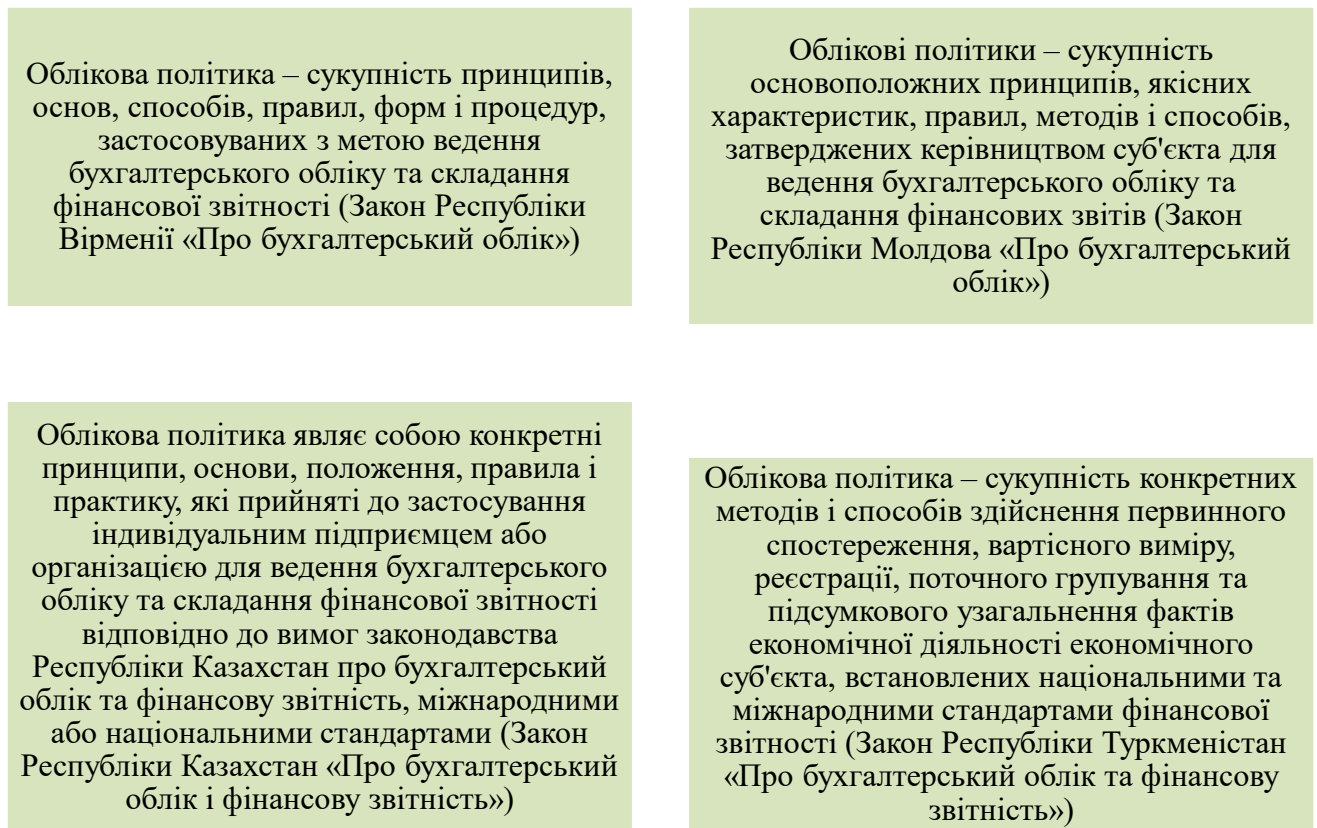 Облікова політика – сукупність принципів,
основ, способів, правил, форм і процедур,
застосовуваних з метою ведення
бухгалтерського обліку та складання
фінансової звітності (Закон Республіки
Вірменії «Про бухгалтерський облік»)
Облікові політики – сукупність
основоположних принципів, якісних
характеристик, правил, методів і способів,
затверджених керівництвом суб'єкта для
ведення бухгалтерського обліку та
складання фінансових звітів (Закон
Республіки Молдова «Про бухгалтерський
облік»)
Облікова політика являє собою конкретні
принципи, основи, положення, правила і
практику, які прийняті до застосування
індивідуальним підприємцем або
організацією для ведення бухгалтерського
обліку та складання фінансової звітності
відповідно до вимог законодавства
Республіки Казахстан про бухгалтерський
облік та фінансову звітність, міжнародними
або національними стандартами (Закон
Республіки Казахстан «Про бухгалтерський
облік і фінансову звітність»)
Облікова політика – сукупність конкретних
методів і способів здійснення первинного
спостереження, вартісного виміру,
реєстрації, поточного групування та
підсумкового узагальнення фактів
економічної діяльності економічного
суб'єкта, встановлених національними та
міжнародними стандартами фінансової
звітності (Закон Республіки Туркменістан
«Про бухгалтерський облік та фінансову
звітність»)